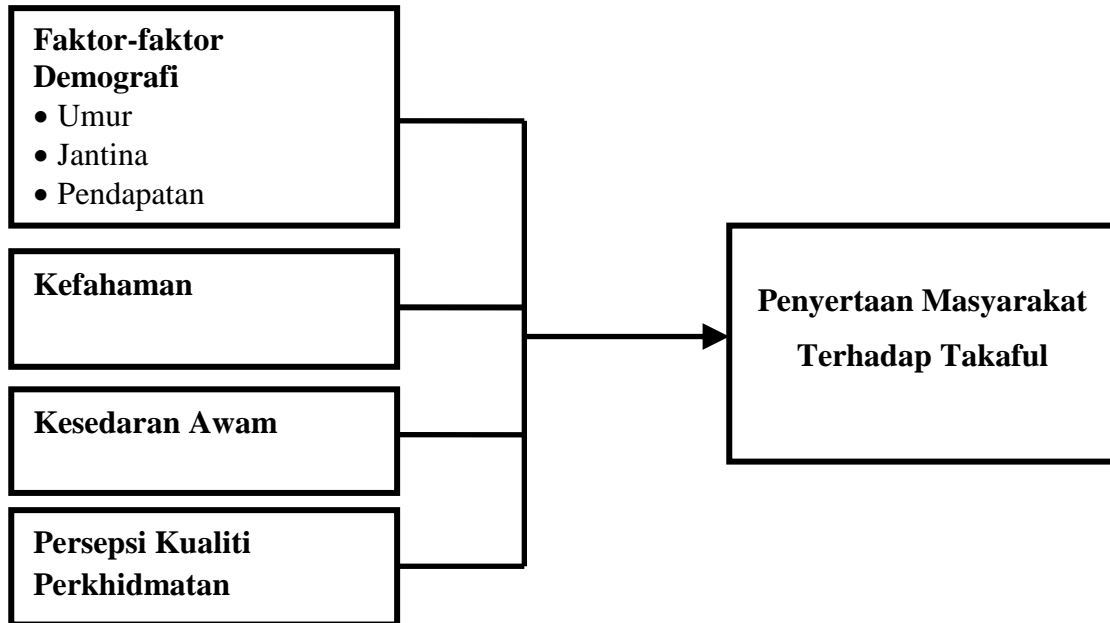 Faktor-faktor
Demografi
• Umur
• Jantina
• Pendapatan
Kefahaman
Kesedaran Awam
Persepsi Kualiti
Perkhidmatan
Penyertaan Masyarakat
Terhadap Takaful